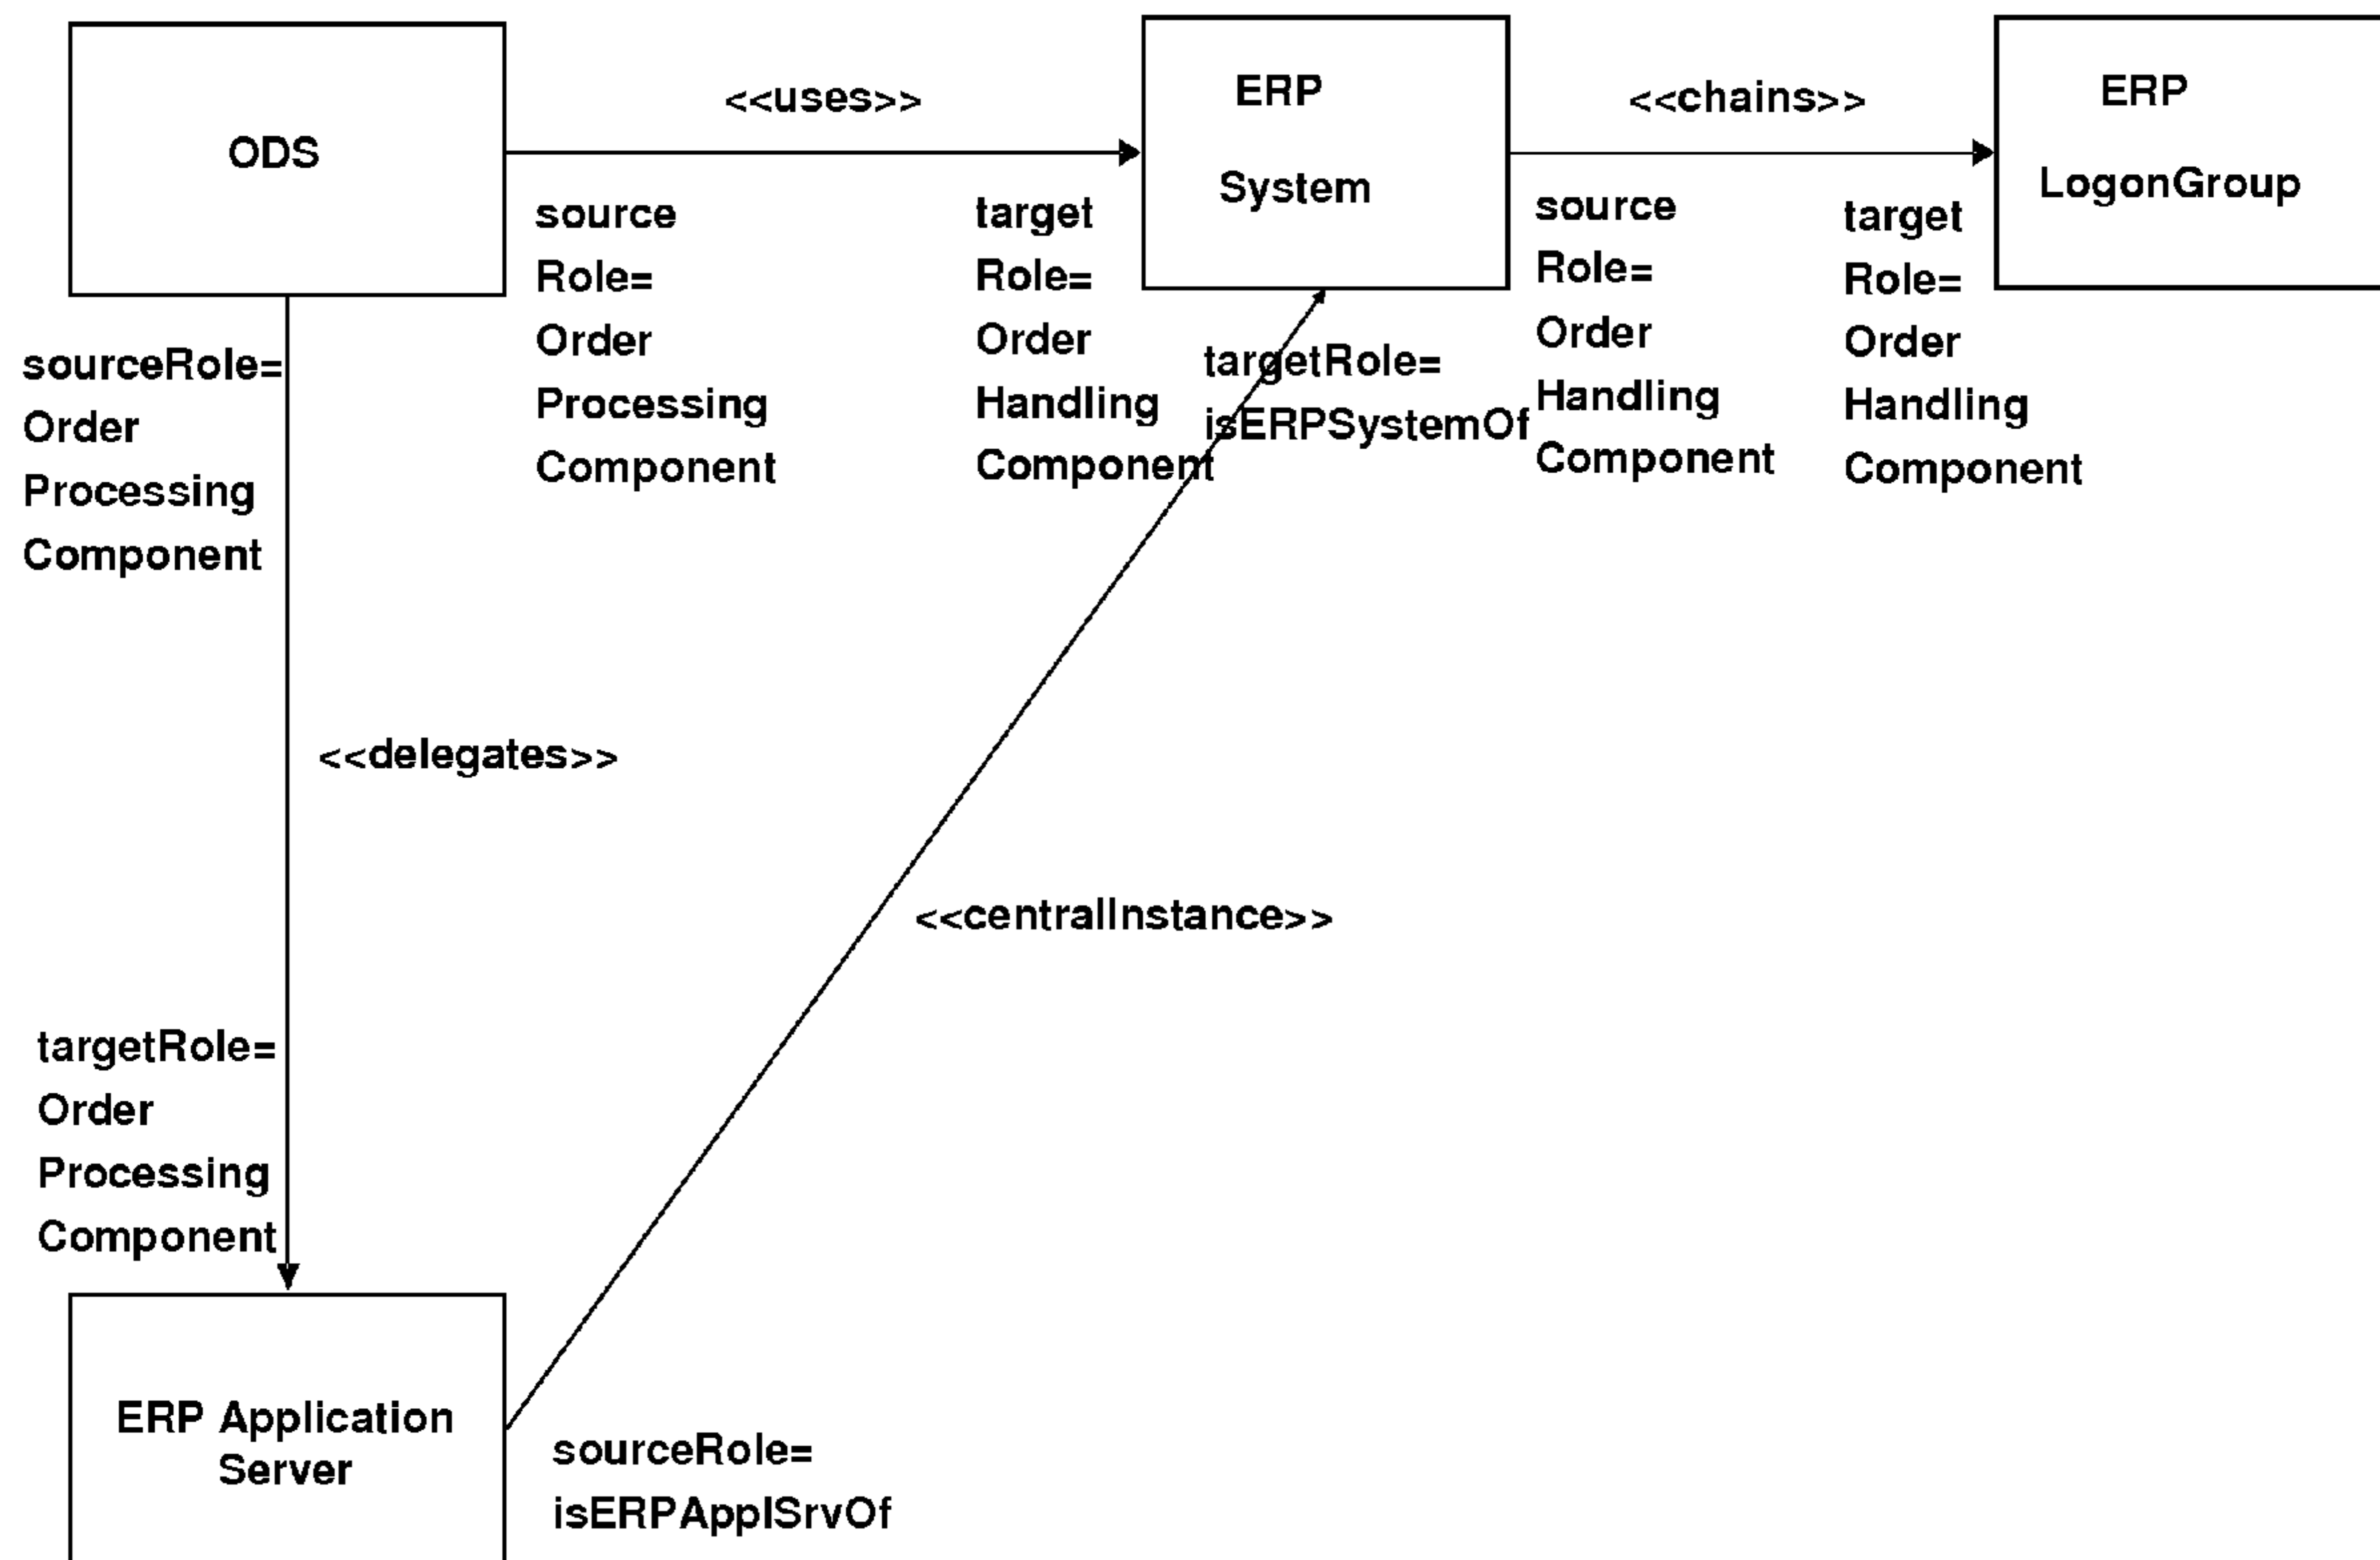 ODS
<<uses>>
ERP
System
<<chains>>
ERP
LogonGroup
source
Role=
Order
Processing
Component
target
Role=
Order
Handling
Component
targetRole=
isERPSystemOf
source
Role=
Order
Handling
Component
target
Role=
Order
Handling
Component
sourceRole=
Order
Processing
Component
<<delegates>>
<<centralInstance>>
targetRole=
Order
Processing
Component
ERP Application
Server
sourceRole=
isERPApplSrvOf